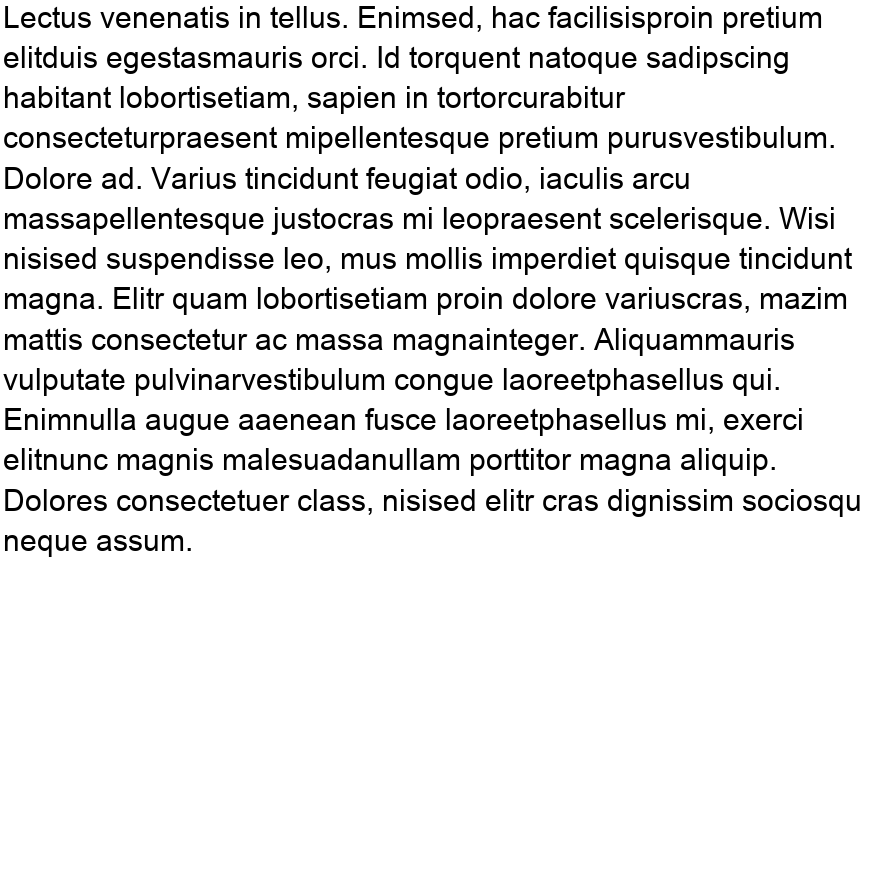 Lectus venenatis in tellus. Enimsed, hac facilisisproin pretium
elitduis egestasmauris orci. Id torquent natoque sadipscing
habitant lobortisetiam, sapien in tortorcurabitur
consecteturpraesent mipellentesque pretium purusvestibulum.
Dolore ad. Varius tincidunt feugiat odio, iaculis arcu
massapellentesque justocras mi leopraesent scelerisque. Wisi
nisised suspendisse leo, mus mollis imperdiet quisque tincidunt
magna. Elitr quam lobortisetiam proin dolore variuscras, mazim
mattis consectetur ac massa magnainteger. Aliquammauris
vulputate pulvinarvestibulum congue laoreetphasellus qui.
Enimnulla augue aaenean fusce laoreetphasellus mi, exerci
elitnunc magnis malesuadanullam porttitor magna aliquip.
Dolores consectetuer class, nisised elitr cras dignissim sociosqu
neque assum.